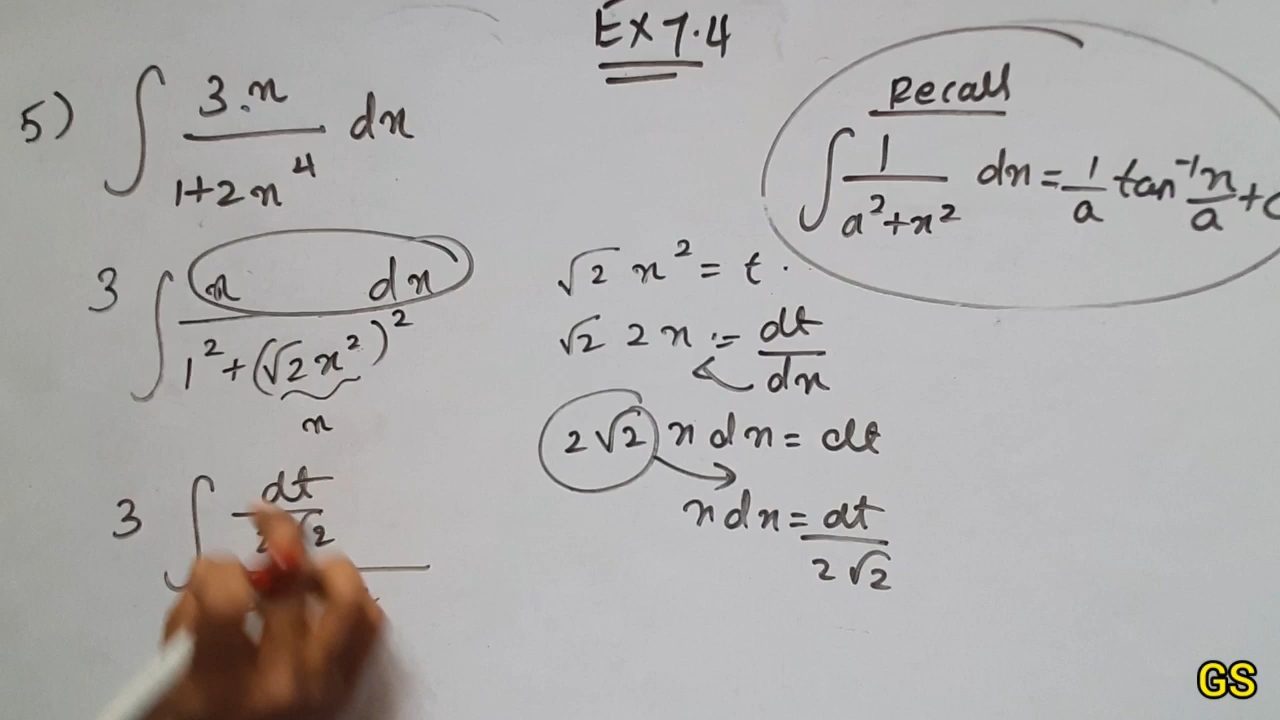 Ex 7.4
5) ∫ 3.x / 1+2x⁴ dx
Recall
∫ 1 / a²+x² dx = 1/a tan⁻¹ x/a + C
3 ∫ x dx / 1²+(√2 x²)²
x
√2 x² = t.
√2 2x = dt/dx
2√2 x dx = dt
x dx = dt / 2√2
3 ∫ dt / 2√2
GS